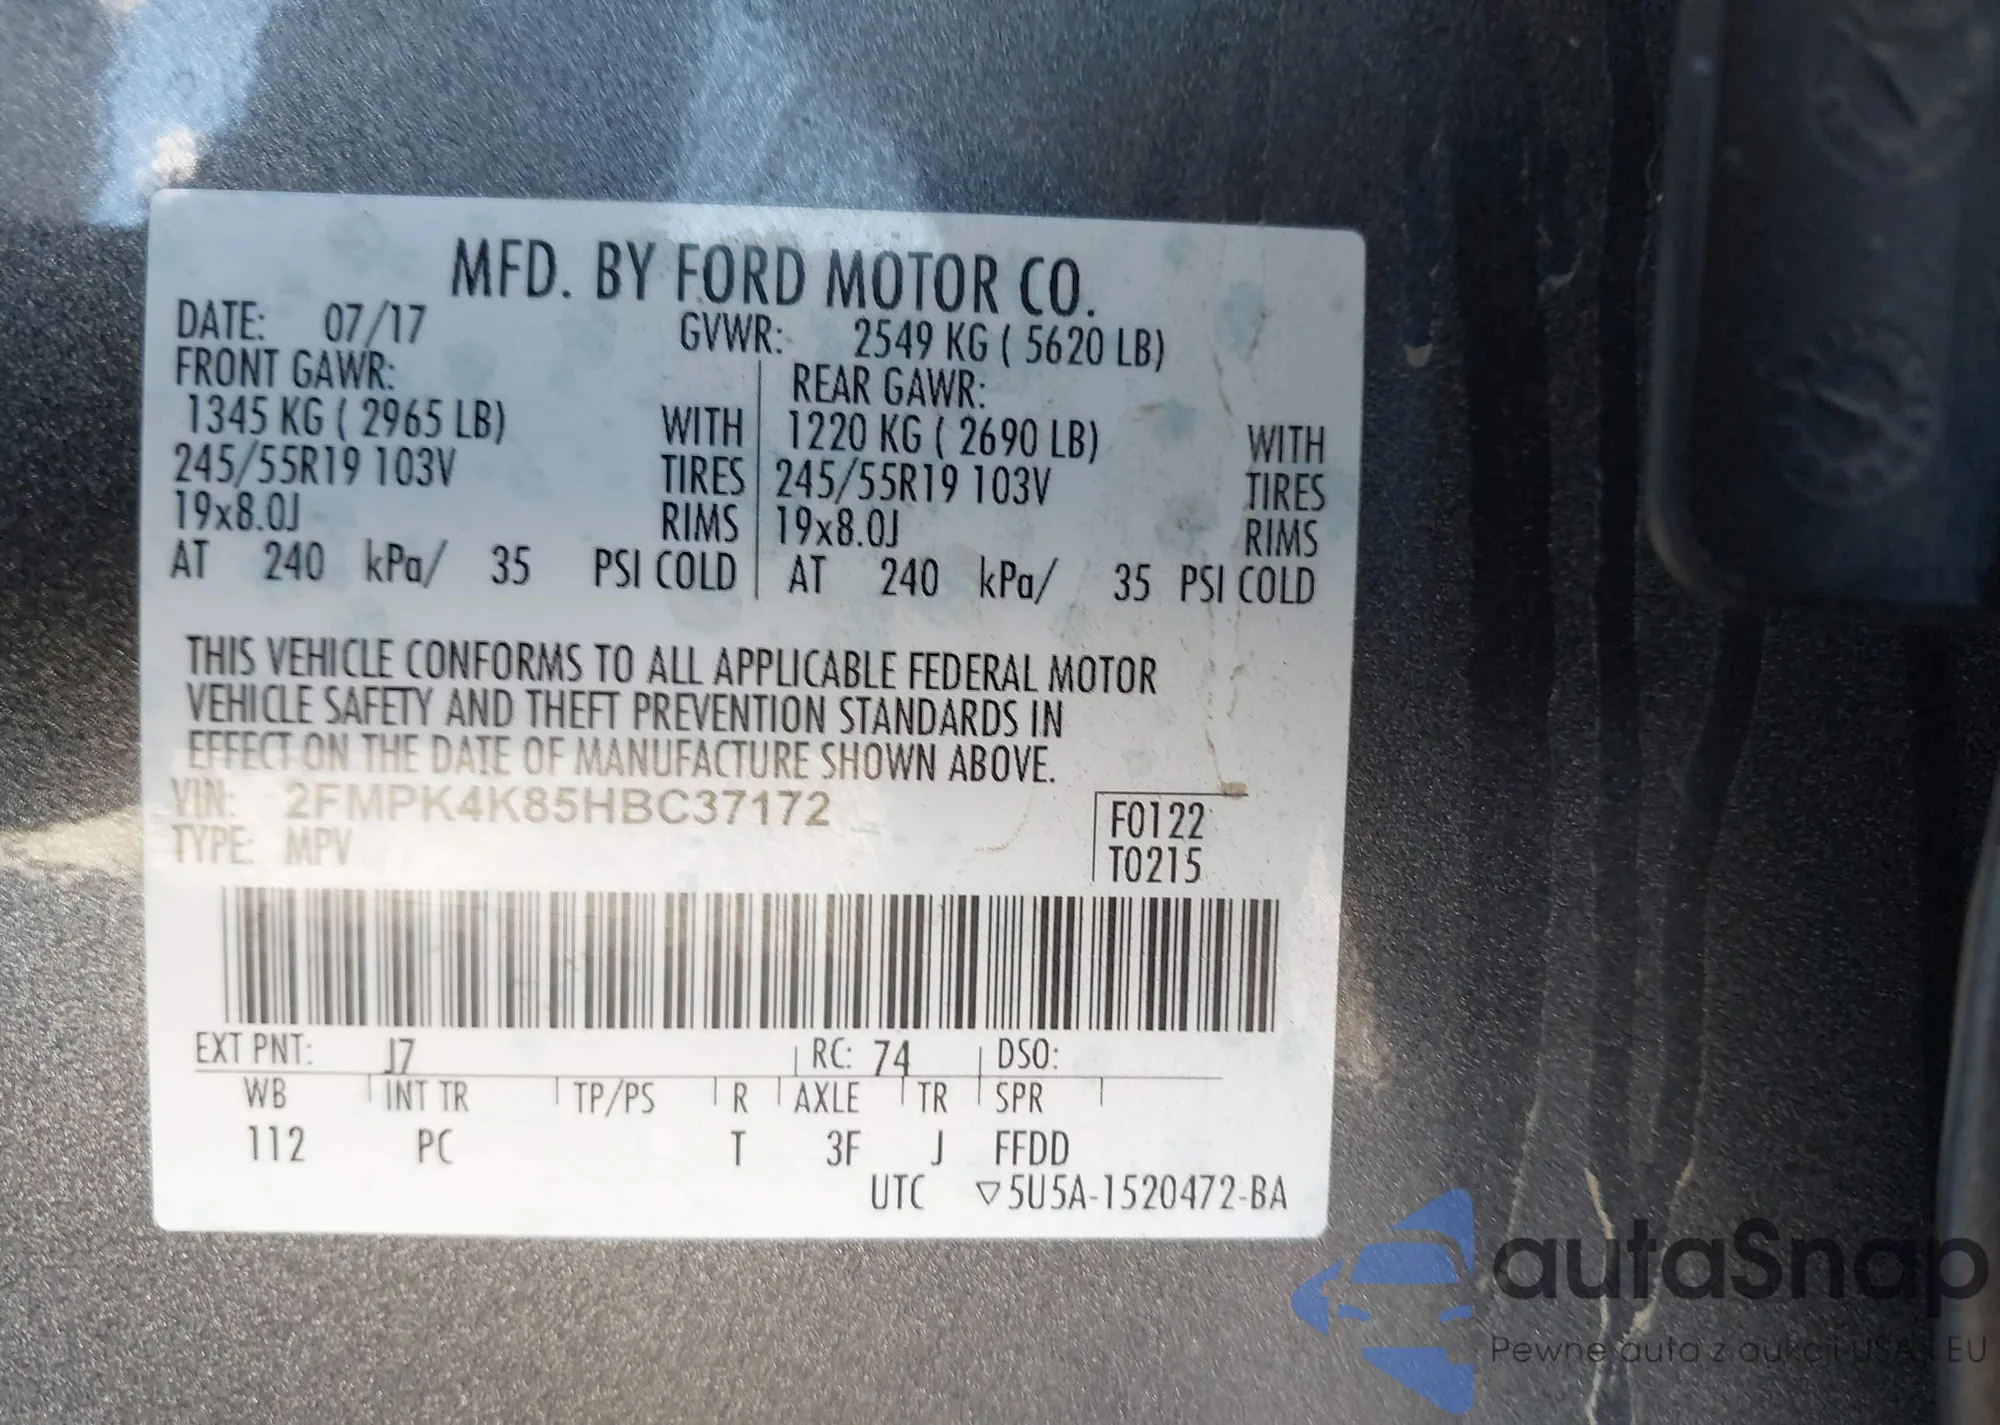 MFD. BY FORD MOTOR CO.
DATE: 07/17 GVWR: 2549 KG ( 5620 LB)
FRONT GAWR: REAR GAWR:
1345 KG ( 2965 LB) WITH 1220 KG ( 2690 LB) WITH
245/55R19 103V TIRES 245/55R19 103V TIRES
19x8.0J RIMS 19x8.0J RIMS
AT 240 kPa/ 35 PSI COLD AT 240 kPa/ 35 PSI COLD
THIS VEHICLE CONFORMS TO ALL APPLICABLE FEDERAL MOTOR
VEHICLE SAFETY AND THEFT PREVENTION STANDARDS IN
EFFECT ON THE DATE OF MANUFACTURE SHOWN ABOVE.
VIN: 2FMPK4K85HBC37172
F0122
TYPE: MPV
T0215
EXT PNT: J7 RC: 74 DSO:
WB INT TR TP/PS R AXLE TR SPR
112 PC T 3F J FFDD
UTC ▽5U5A-1520472-BA
autaSnap
Pewne auta z aukcji USA i EU